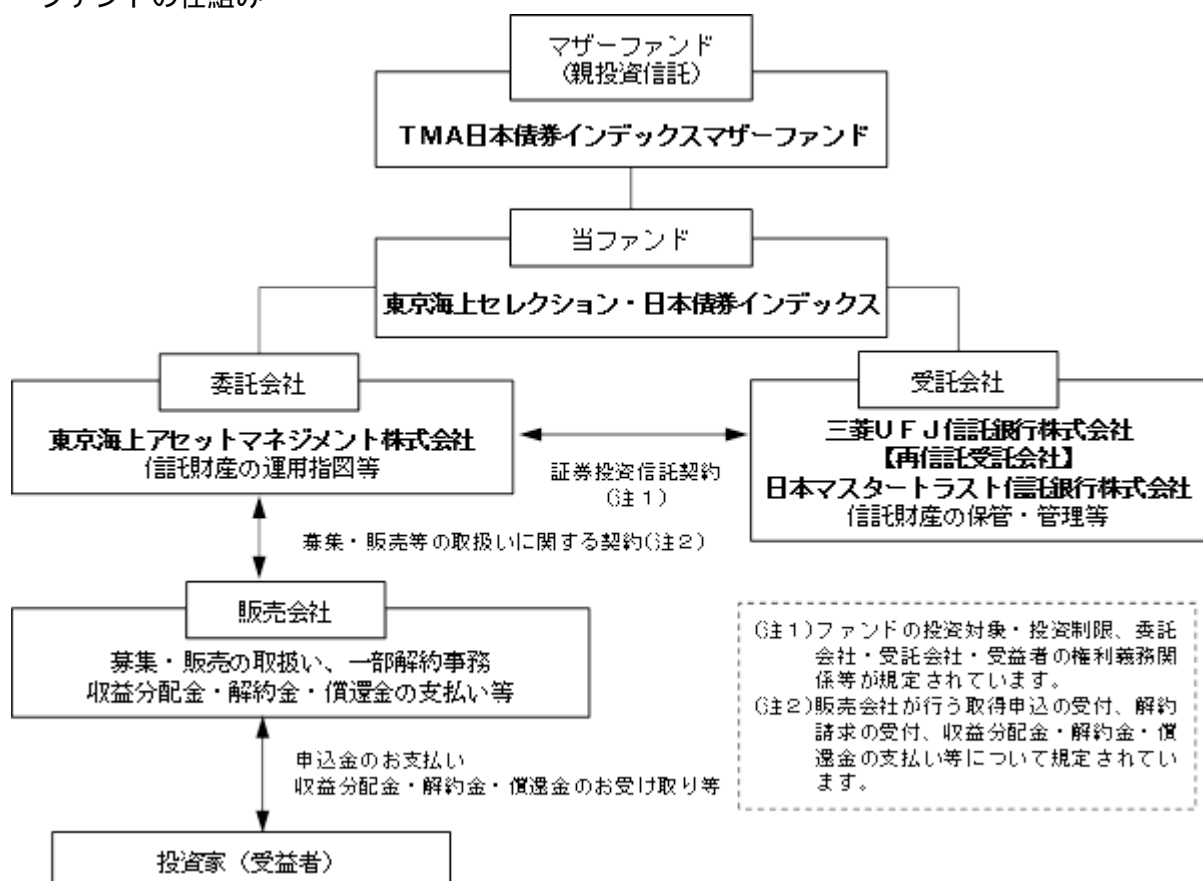 ファンドの仕組み
マザーファンド
(親投資信託)
TMA日本債券インデックスマザーファンド
当ファンド
東京海上セレクション・日本債券インデックス
委託会社
東京海上アセットマネジメント株式会社
信託財産の運用指図等
証券投資信託契約
(注1)
受託会社
三菱UFJ信託銀行株式会社
【再信託受託会社】
日本マスタートラスト信託銀行株式会社
信託財産の保管・管理等
募集・販売等の取扱いに関する契約(注2)
販売会社
募集・販売の取扱い、一部解約事務
収益分配金・解約金・償還金の支払い等
申込金のお支払い
収益分配金・解約金・償還金のお受け取り等
投資家(受益者)
(注1)ファンドの投資対象・投資制限、委託
会社・受託会社・受益者の権利義務関
係等が規定されています。
(注2)販売会社が行う取得申込の受付、解約
請求の受付、収益分配金・解約金・償
還金の支払い等について規定されてい
ます。